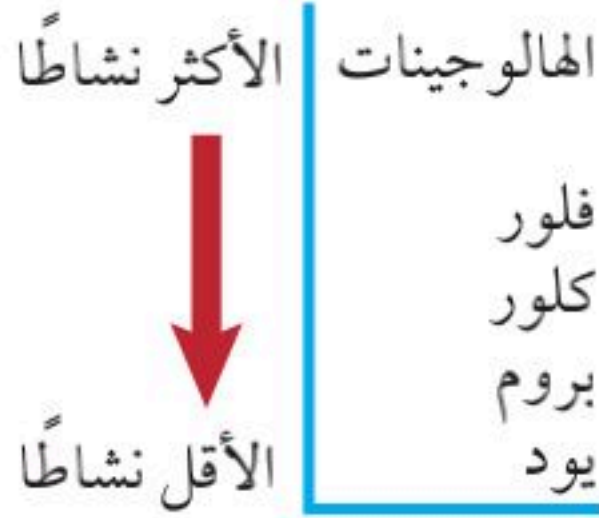 الهالوجينات
الأكثر نشاطًا
فلور
كلور
بروم
يود
الأقل نشاطًا